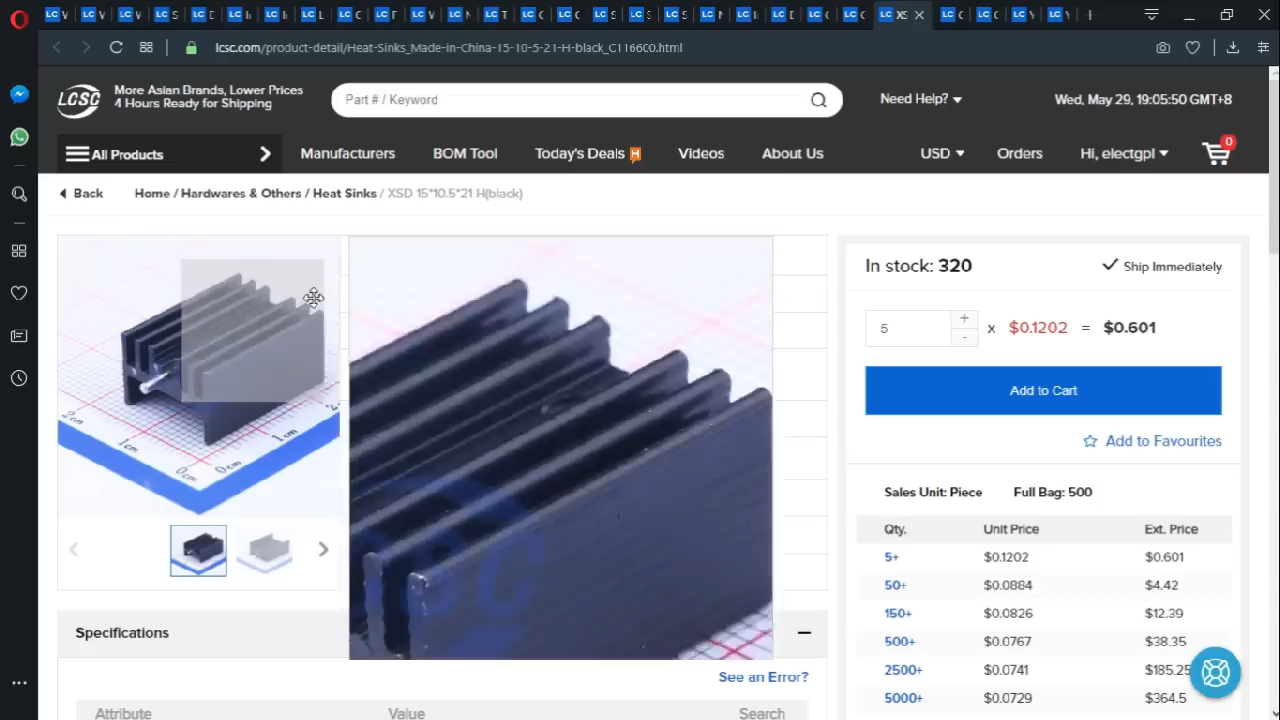 lcsc.com/product-detail/Heat-Sinks_Made-in-China-15-10-5-21-H-black_C116600.html
LCSC
More Asian Brands, Lower Prices
4 Hours Ready for Shipping
Part # / Keyword
Need Help?
Wed, May 29, 19:05:50 GMT+8
All Products
Manufacturers
BOM Tool
Today's Deals H
Videos
About Us
USD
Orders
Hi, electgpl
0
Back
Home / Hardwares & Others / Heat Sinks / XSD 15*10.5*21 H(black)
In stock: 320
Ship Immediately
5 + - x $0.1202 = $0.601
Add to Cart
Add to Favourites
Sales Unit: Piece Full Bag: 500
Qty. Unit Price Ext. Price
5+ $0.1202 $0.601
50+ $0.0884 $4.42
150+ $0.0826 $12.39
500+ $0.0767 $38.35
2500+ $0.0741 $185.25
5000+ $0.0729 $364.5
2cm
1cm
0cm
0cm
1cm
Specifications
See an Error?
Attribute Value Search